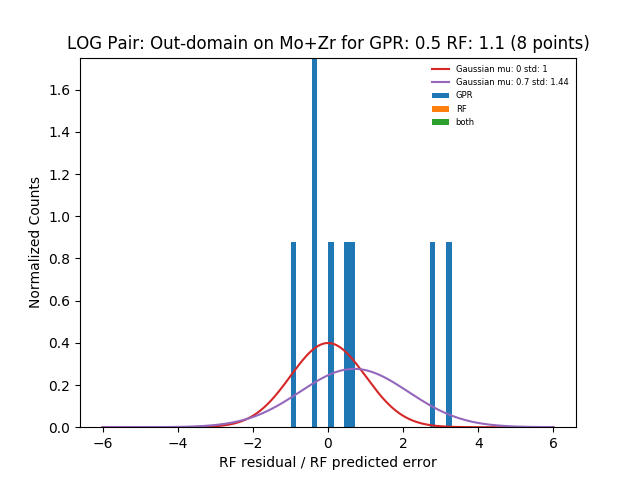 LOG Pair: Out-domain on Mo+Zr for GPR: 0.5 RF: 1.1 (8 points)
Gaussian mu: 0 std: 1
Gaussian mu: 0.7 std: 1.44
GPR
RF
both
1.6
1.4
1.2
1.0
0.8
0.6
0.4
0.2
0.0
Normalized Counts
−6 −4 −2 0 2 4 6
RF residual / RF predicted error